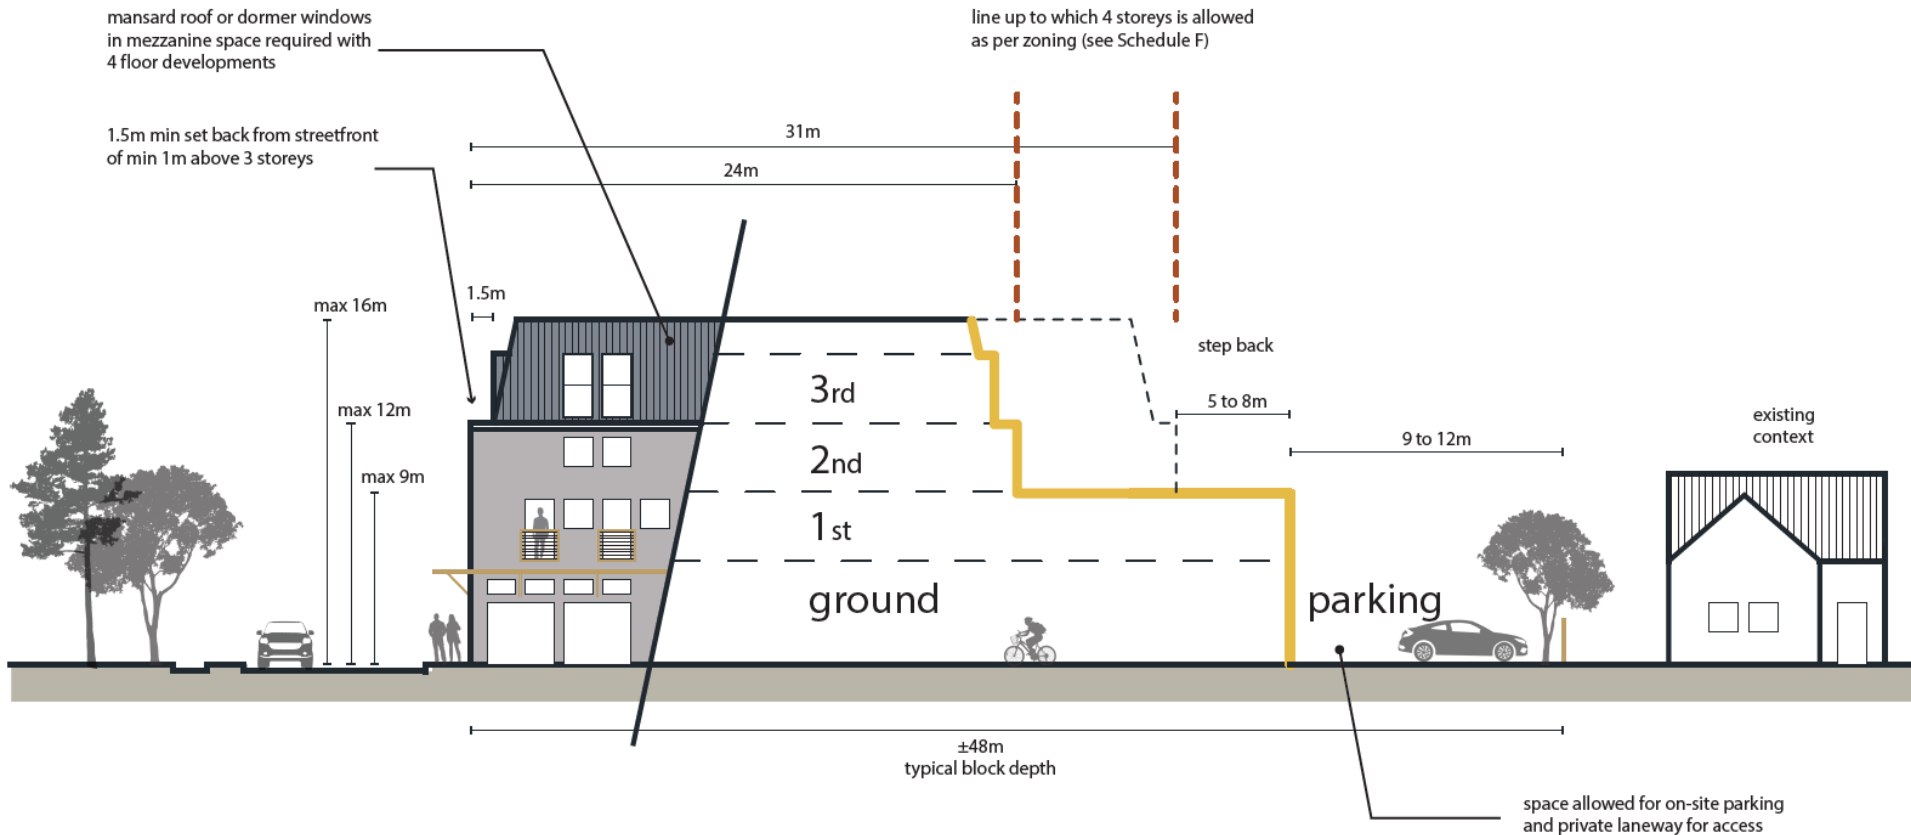 mansard roof or dormer windows
in mezzanine space required with
4 floor developments
line up to which 4 storeys is allowed
as per zoning (see Schedule F)
1.5m min set back from streetfront
of min 1m above 3 storeys
31m
24m
1.5m
max 16m
step back
3rd
5 to 8m
max 12m
existing
context
9 to 12m
2nd
max 9m
1st
ground
parking
±48m
typical block depth
space allowed for on-site parking
and private laneway for access